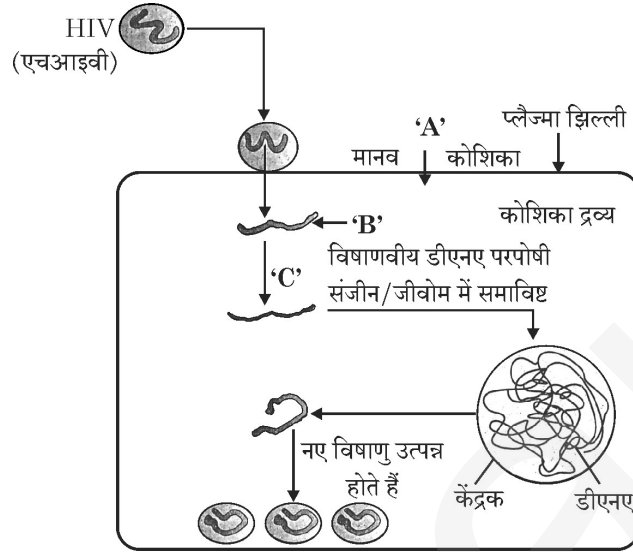 HIV
(एचआइवी)
'A'
प्लैज्मा झिल्ली
मानव कोशिका
कोशिका द्रव्य
'B'
'C'
विषाणवीय डीएनए परपोषी
संजीन/जीवोम में समाविष्ट
नए विषाणु उत्पन्न
होते हैं
केंद्रक
डीएनए